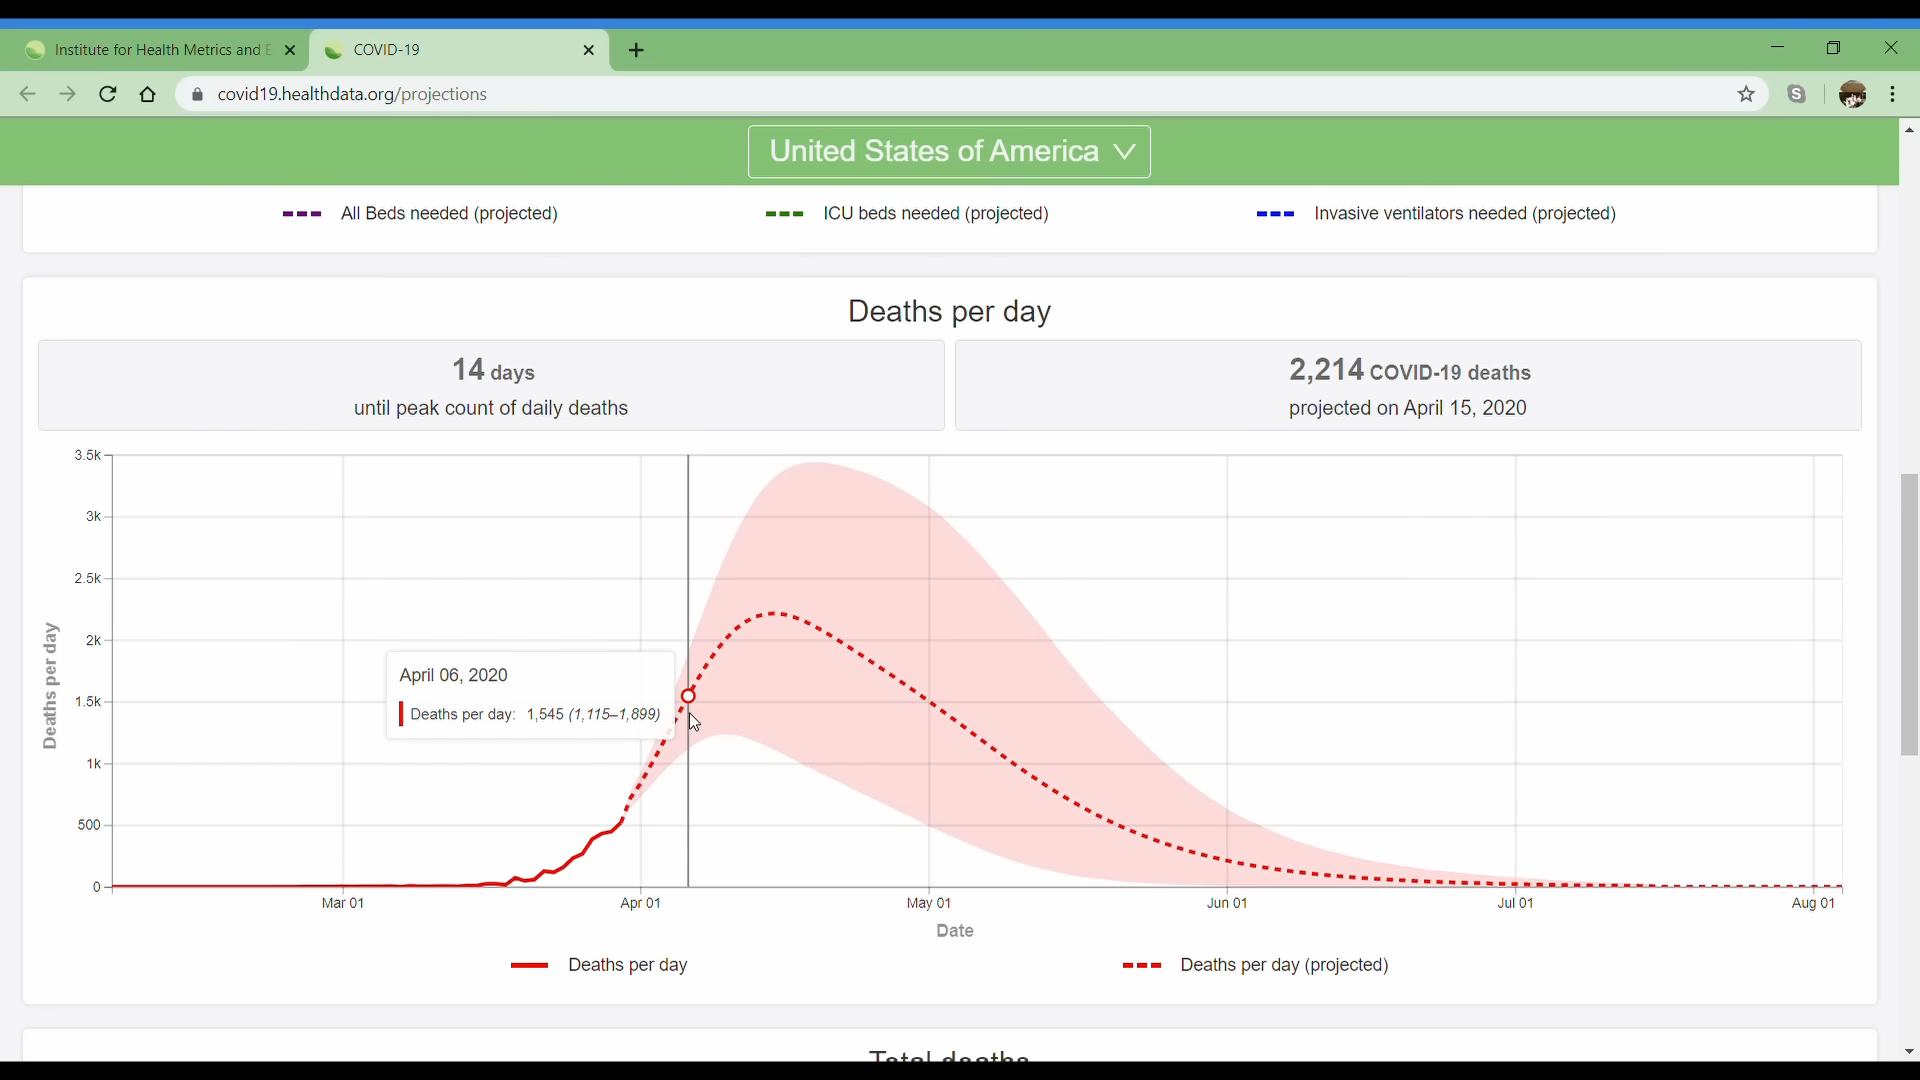 Institute for Health Metrics and E
COVID-19
covid19.healthdata.org/projections
S
United States of America
All Beds needed (projected)
ICU beds needed (projected)
Invasive ventilators needed (projected)
Deaths per day
14 days
until peak count of daily deaths
2,214 COVID-19 deaths
projected on April 15, 2020
3.5k
3k
2.5k
2k
1.5k
1k
500
0
Deaths per day
April 06, 2020
Deaths per day: 1,545 (1,115–1,899)
Mar 01
Apr 01
May 01
Jun 01
Jul 01
Aug 01
Date
Deaths per day
Deaths per day (projected)
Total deaths